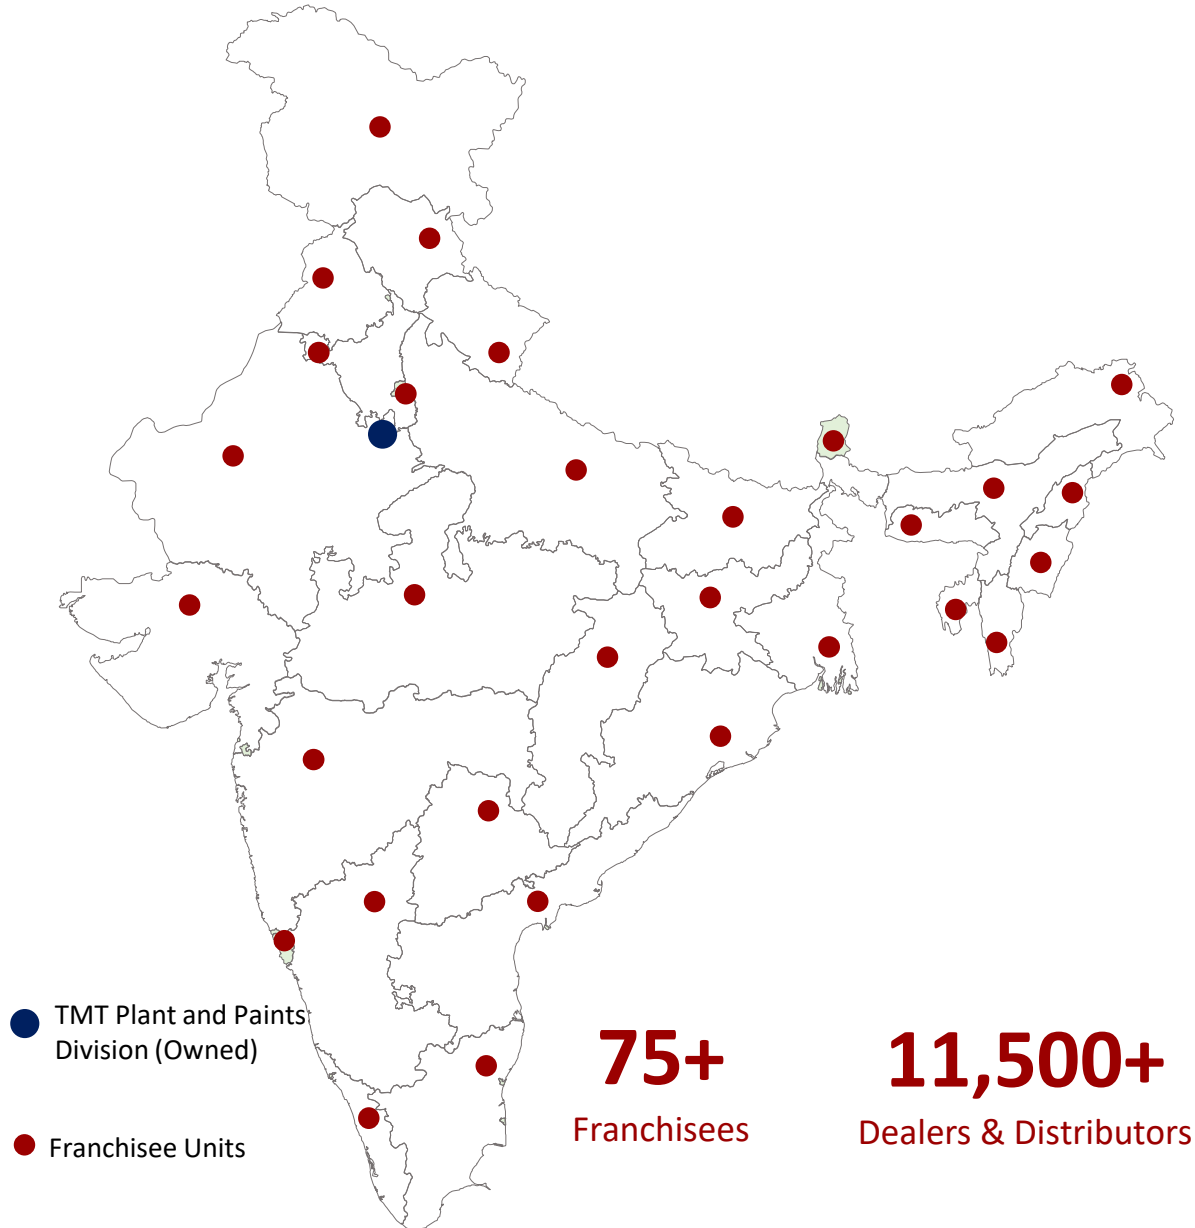 TMT Plant and Paints
Division (Owned)
Franchisee Units
75+
Franchisees
11,500+
Dealers & Distributors